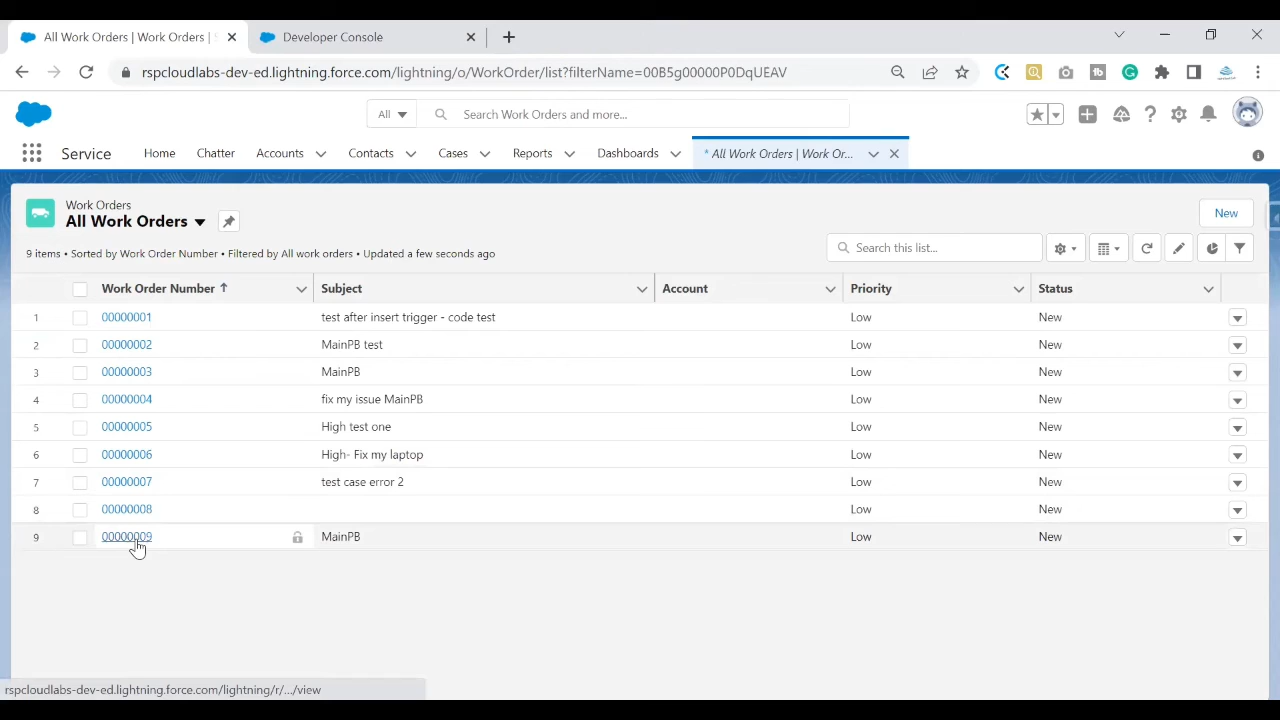 All Work Orders | Work Orders |
Developer Console
rspcloudlabs-dev-ed.lightning.force.com/lightning/o/WorkOrder/list?filterName=00B5g00000P0DqUEAV
All
Search Work Orders and more...
Service
Home
Chatter
Accounts
Contacts
Cases
Reports
Dashboards
* All Work Orders | Work Or...
Work Orders
All Work Orders
New
9 items • Sorted by Work Order Number • Filtered by All work orders • Updated a few seconds ago
Search this list...
Work Order Number Subject Account Priority Status
1 00000001 test after insert trigger - code test Low New
2 00000002 MainPB test Low New
3 00000003 MainPB Low New
4 00000004 fix my issue MainPB Low New
5 00000005 High test one Low New
6 00000006 High- Fix my laptop Low New
7 00000007 test case error 2 Low New
8 00000008 Low New
9 00000009 MainPB Low New
rspcloudlabs-dev-ed.lightning.force.com/lightning/r/.../view